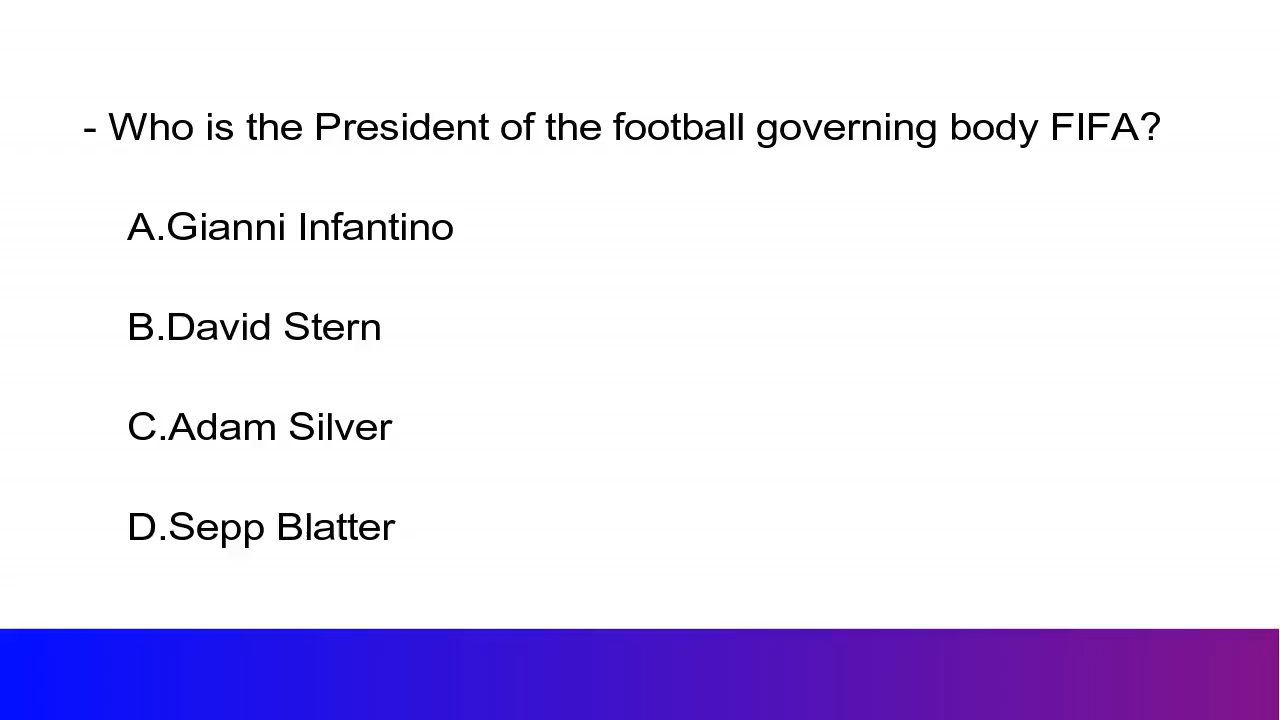 - Who is the President of the football governing body FIFA?
A.Gianni Infantino
B.David Stern
C.Adam Silver
D.Sepp Blatter